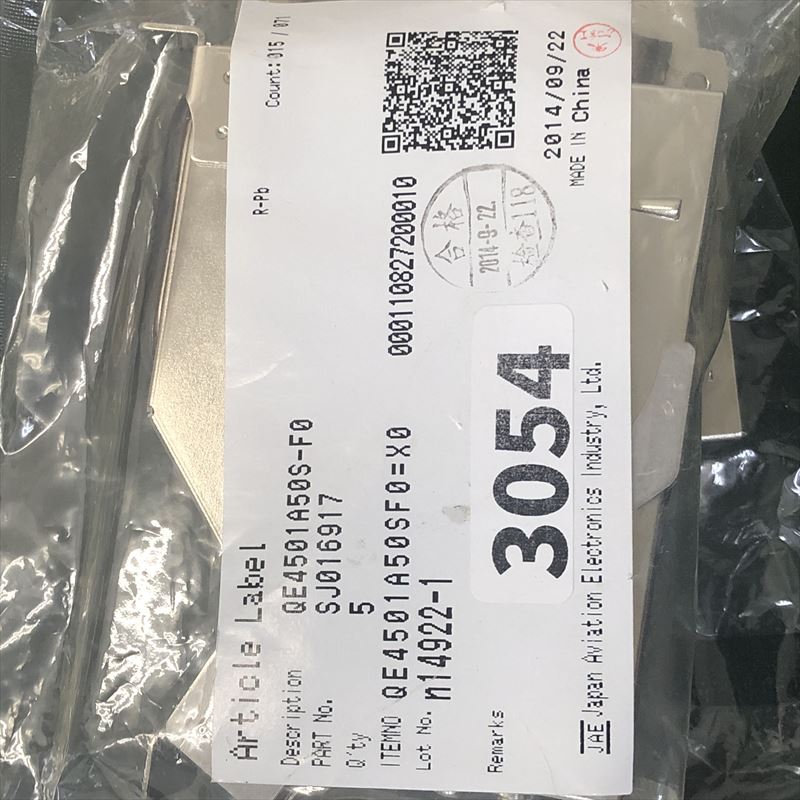 Article Label
R-Pb
Count:015 / 071
Description QE4501A50S-F0
PART No. SJ016917
Q'ty 5
ITEMNO QE4501A50SF0=X0
000110827200010
Lot No. n14922-1
合格
2014-9-22
检查118
Remarks
3054
2014/09/22
MADE IN China
JAE Japan Aviation Electronics Industry, Ltd.